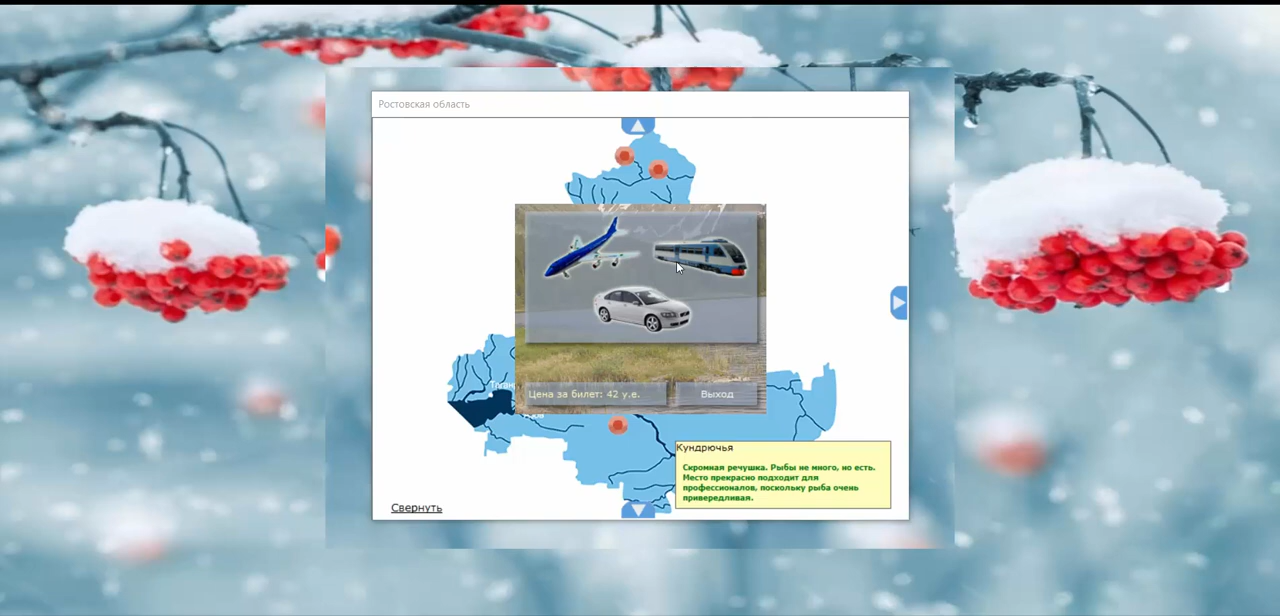 Ростовская область
Цена за билет: 42 у.е.
Выход
Кундрючья
Скромная речушка. Рыбы не много, но есть.
Место прекрасно подходит для
профессионалов, поскольку рыба очень
привередливая.
Свернуть